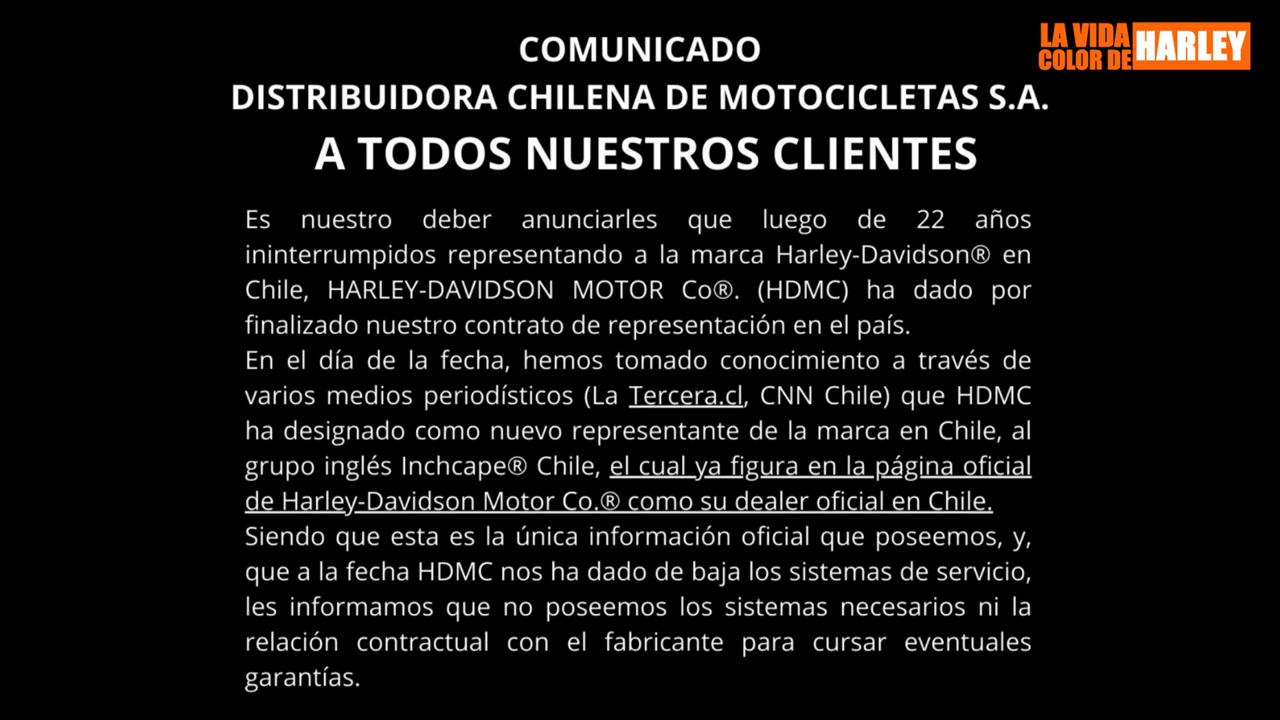 LA VIDA
COLOR DE HARLEY
COMUNICADO
DISTRIBUIDORA CHILENA DE MOTOCICLETAS S.A.
A TODOS NUESTROS CLIENTES
Es nuestro deber anunciarles que luego de 22 años
ininterrumpidos representando a la marca Harley-Davidson® en
Chile, HARLEY-DAVIDSON MOTOR Co®. (HDMC) ha dado por
finalizado nuestro contrato de representación en el país.
En el día de la fecha, hemos tomado conocimiento a través de
varios medios periodísticos (La Tercera.cl, CNN Chile) que HDMC
ha designado como nuevo representante de la marca en Chile, al
grupo inglés Inchcape® Chile, el cual ya figura en la página oficial
de Harley-Davidson Motor Co.® como su dealer oficial en Chile.
Siendo que esta es la única información oficial que poseemos, y,
que a la fecha HDMC nos ha dado de baja los sistemas de servicio,
les informamos que no poseemos los sistemas necesarios ni la
relación contractual con el fabricante para cursar eventuales
garantías.